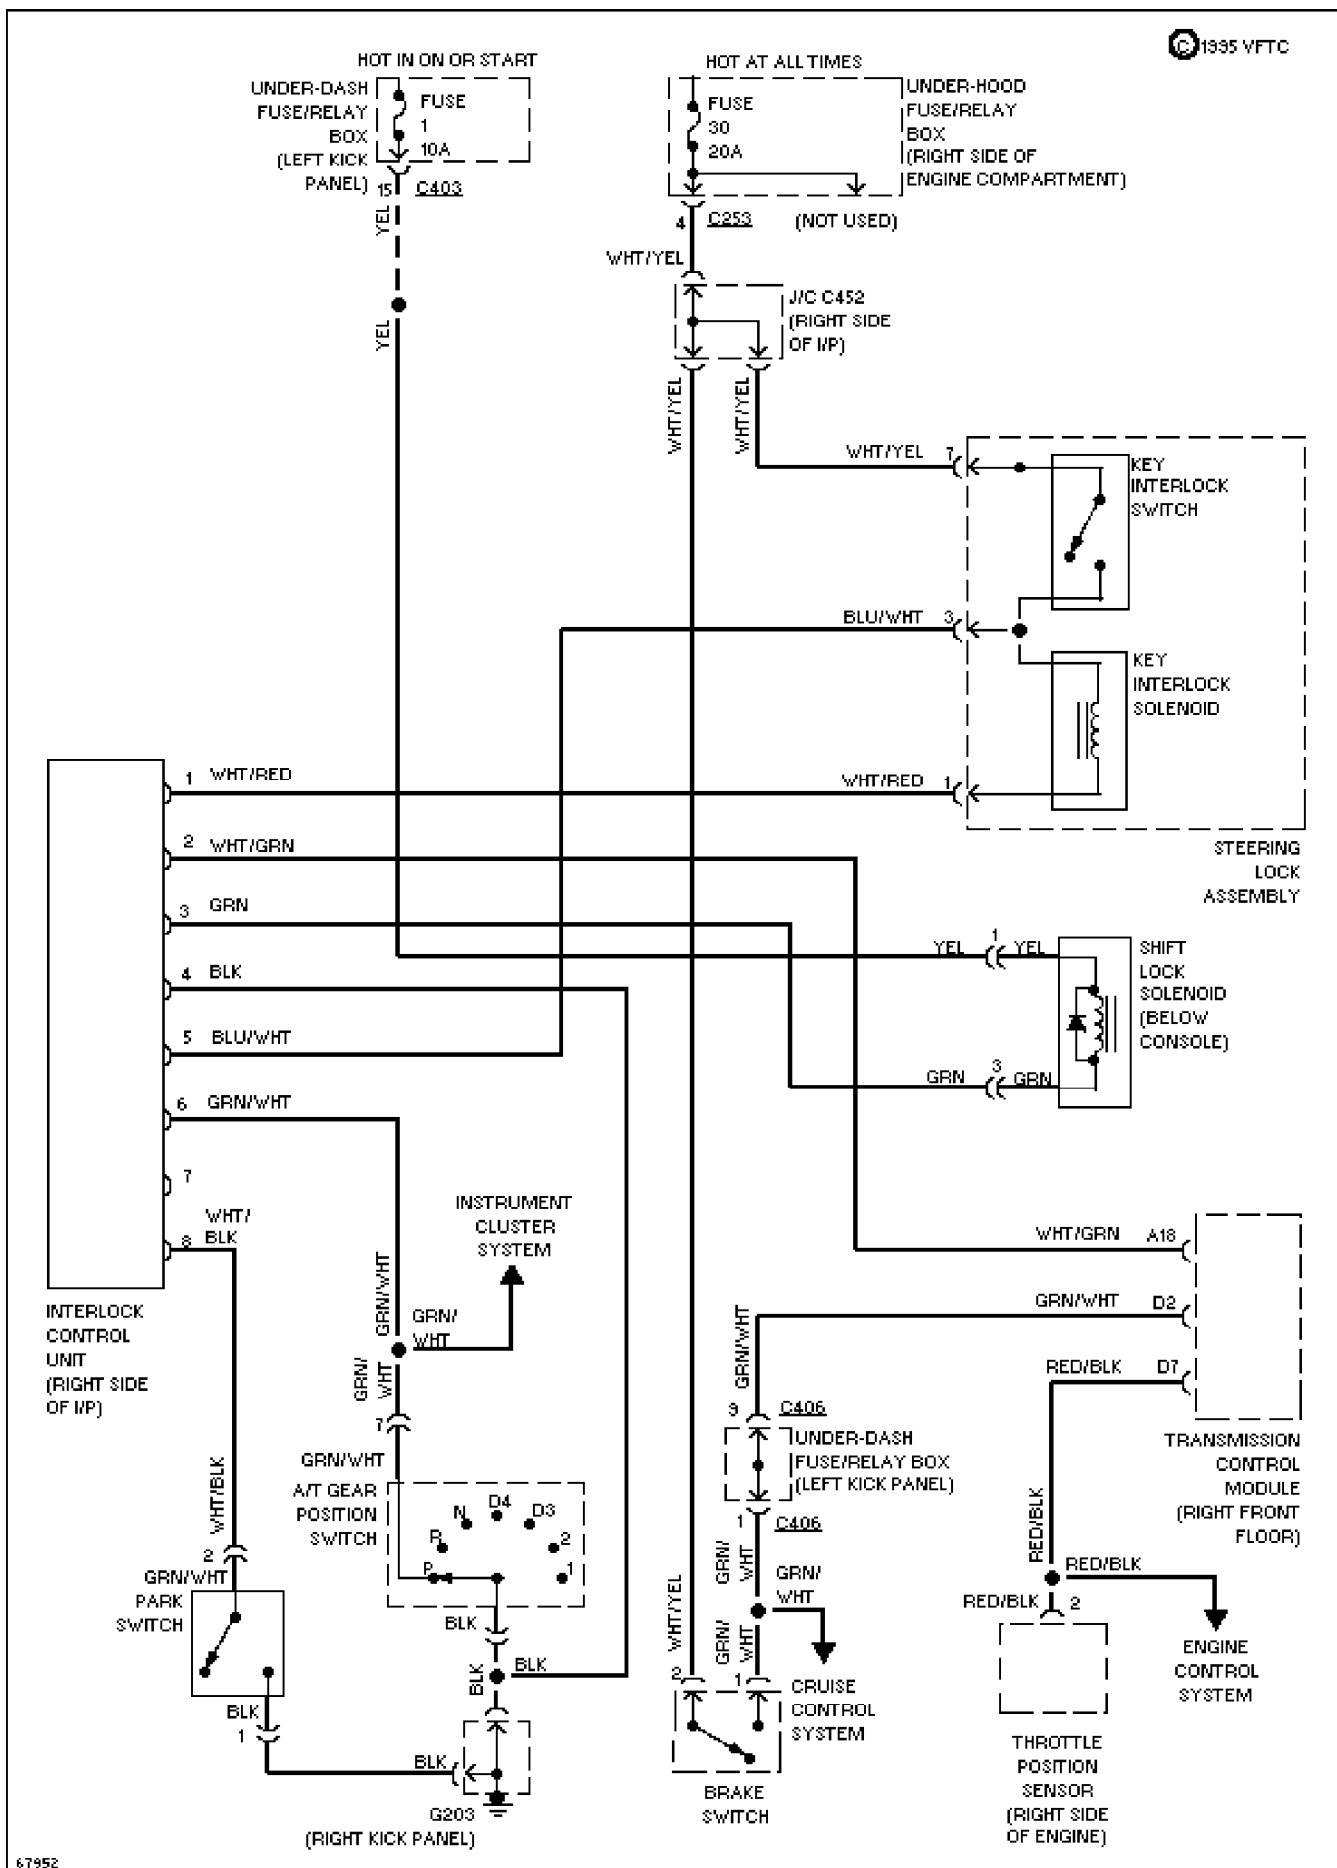 © 1995 VFTC
HOT IN ON OR START
UNDER-DASH
FUSE/RELAY
BOX
(LEFT KICK
PANEL)
FUSE
1
10A
15
C403
YEL
YEL
HOT AT ALL TIMES
FUSE
30
20A
UNDER-HOOD
FUSE/RELAY
BOX
(RIGHT SIDE OF
ENGINE COMPARTMENT)
4
C253
(NOT USED)
WHT/YEL
J/C C452
(RIGHT SIDE
OF I/P)
WHT/YEL
WHT/YEL
WHT/YEL
7
KEY
INTERLOCK
SWITCH
BLU/WHT
3
KEY
INTERLOCK
SOLENOID
WHT/RED
1
STEERING
LOCK
ASSEMBLY
1
WHT/RED
2
WHT/GRN
3
GRN
4
BLK
5
BLU/WHT
6
GRN/WHT
7
8
WHT/
BLK
INTERLOCK
CONTROL
UNIT
(RIGHT SIDE
OF I/P)
YEL
1
YEL
GRN
3
GRN
SHIFT
LOCK
SOLENOID
(BELOW
CONSOLE)
INSTRUMENT
CLUSTER
SYSTEM
GRN/WHT
GRN/
WHT
GRN/
WHT
7
GRN/WHT
A/T GEAR
POSITION
SWITCH
P
R
N
D4
D3
2
1
WHT/BLK
2
GRN/WHT
PARK
SWITCH
BLK
1
BLK
BLK
BLK
BLK
G203
(RIGHT KICK PANEL)
WHT/GRN
A18
GRN/WHT
D2
RED/BLK
D7
TRANSMISSION
CONTROL
MODULE
(RIGHT FRONT
FLOOR)
GRN/WHT
9
C406
UNDER-DASH
FUSE/RELAY BOX
(LEFT KICK PANEL)
1
C406
GRN/
WHT
GRN/
WHT
GRN/
WHT
WHT/YEL
2
1
CRUISE
CONTROL
SYSTEM
BRAKE
SWITCH
RED/BLK
RED/BLK
RED/BLK
2
ENGINE
CONTROL
SYSTEM
THROTTLE
POSITION
SENSOR
(RIGHT SIDE
OF ENGINE)
67952